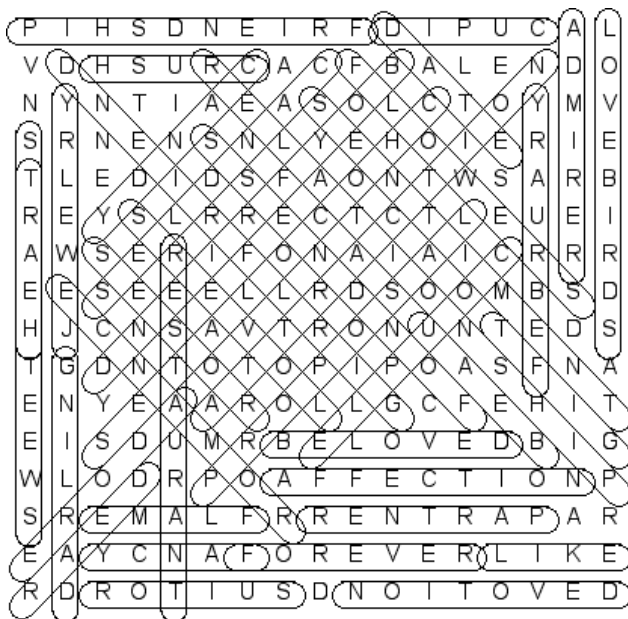 P I H S D N E I R F D I P U C A L
V D H S U R C A C F B A L E N D O
N Y N T I A E A S O L C T O Y M V
S R N E N S N L Y E H O I E R I E
T L E D I D S F A O N T W S A R B
R E Y S L R R E C T C T L E U E I
A W S E R I F O N A I A I C R R R
E E S E E E L L R D S O O M B S D
H J C N S A V T R O N U N T E D S
T G D N T O T O P I P O A S F N A
E N Y E A A R O L L G C F E H I T
E I S D U M R B E L O V E D B I G
W L O D R P O A F F E C T I O N P
S R E M A L F R R E N T R A P A R
E A Y C N A F O R E V E R L I K E
R D R O T I U S D N O I T O V E D